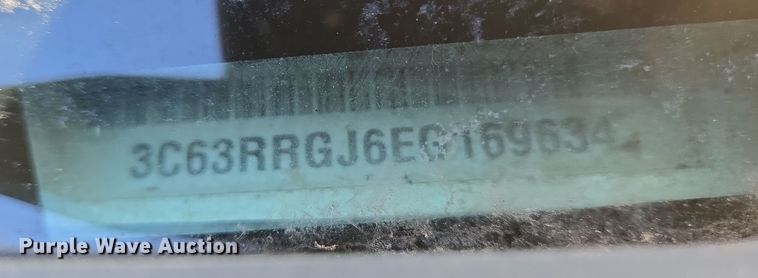 3C63RRGJ6EG169634
Purple Wave Auction